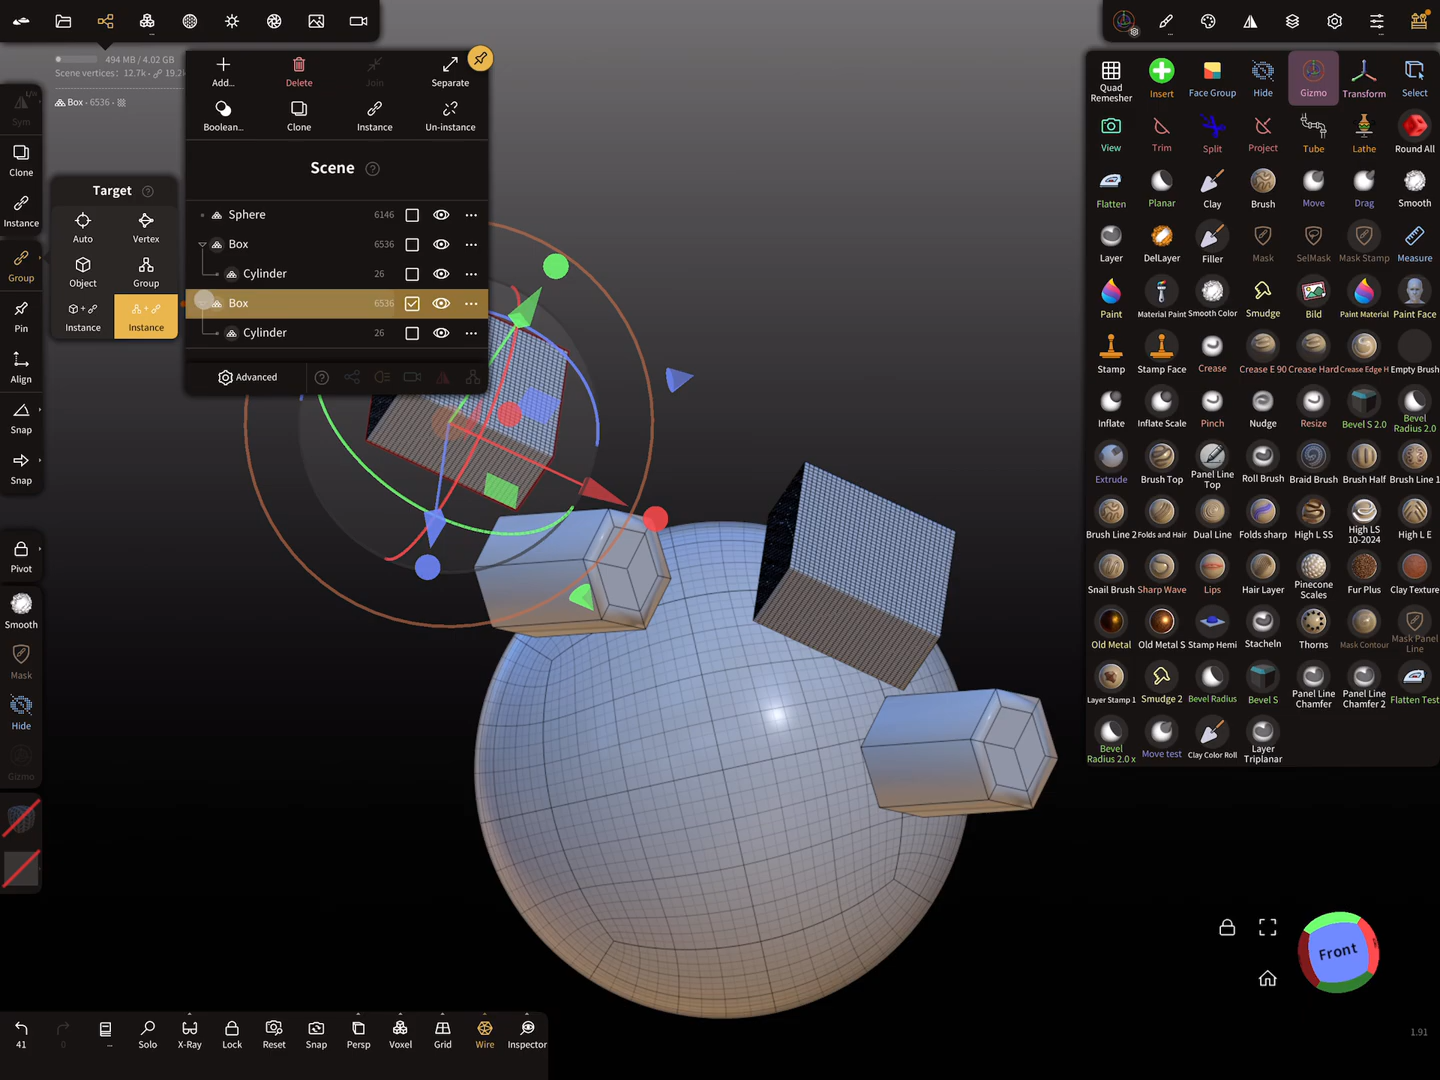 494 MB / 4.02 GB
Scene vertices: 12.7k
Box • 6536
Add...
Delete
Join
Separate
Boolean...
Clone
Instance
Un-instance
Scene ?
Sphere 6146
Box 6536
Cylinder 26
Box 6536
Cylinder 26
Advanced
Target ?
Auto
Vertex
Object
Group
Instance
Instance
Sym
Clone
Instance
Group
Pin
Align
Snap
Snap
Pivot
Smooth
Mask
Hide
Gizmo
Quad Remesher
Insert
Face Group
Hide
Gizmo
Transform
Select
View
Trim
Split
Project
Tube
Lathe
Round All
Flatten
Planar
Clay
Brush
Move
Drag
Smooth
Layer
DelLayer
Filler
Mask
SelMask
Mask Stamp
Measure
Paint
Material Paint
Smooth Color
Smudge
Bild
Paint Material
Paint Face
Stamp
Stamp Face
Crease
Crease E 90
Crease Hard
Crease Edge H
Empty Brush
Inflate
Inflate Scale
Pinch
Nudge
Resize
Bevel S 2.0
Bevel Radius 2.0
Extrude
Brush Top
Panel Line Top
Roll Brush
Braid Brush
Brush Half
Brush Line 1
Brush Line 2
Folds and Hair
Dual Line
Folds sharp
High L SS
High LS 10-2024
High L E
Snail Brush
Sharp Wave
Lips
Hair Layer
Pinecone Scales
Fur Plus
Clay Texture
Old Metal
Old Metal S
Stamp Hemi
Stacheln
Thorns
Mask Contour
Mask Panel Line
Layer Stamp 1
Smudge 2
Bevel Radius
Bevel S
Panel Line Chamfer
Panel Line Chamfer 2
Flatten Test
Bevel Radius 2.0 x
Move test
Clay Color Roll
Layer Triplanar
Front
1.91
41
0
...
Solo
X-Ray
Lock
Reset
Snap
Persp
Voxel
Grid
Wire
Inspector